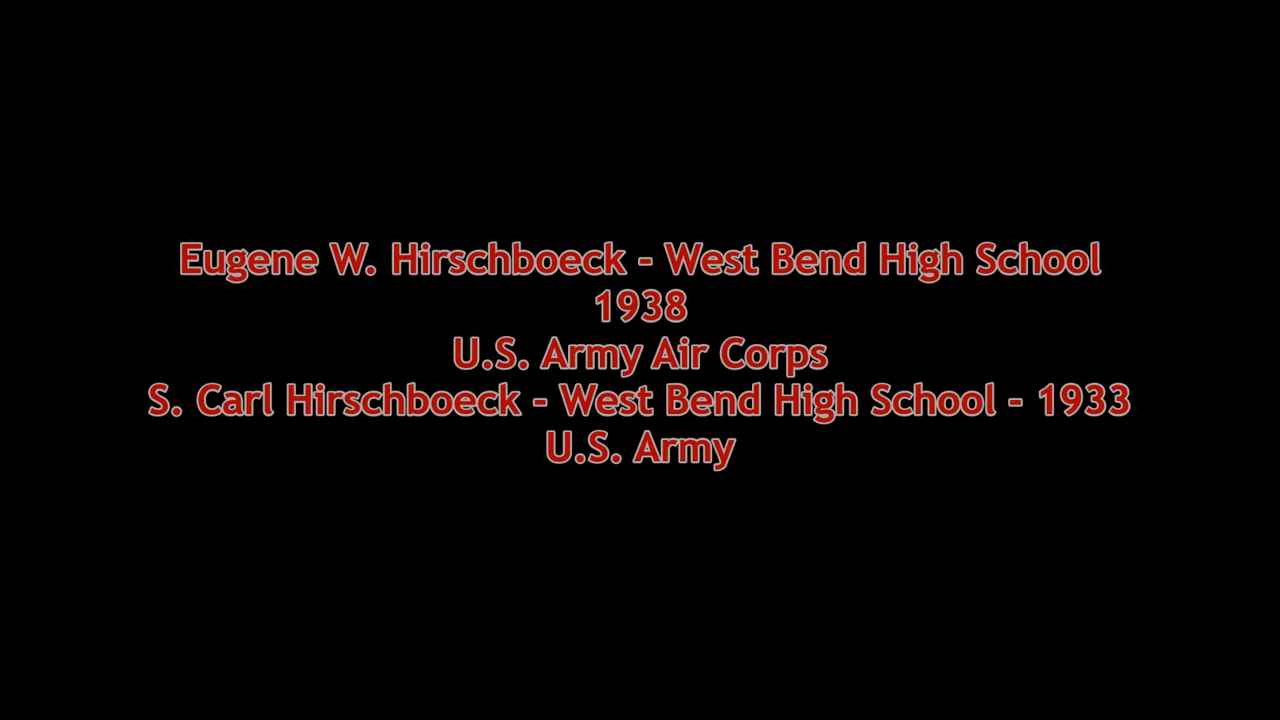 Eugene W. Hirschboeck - West Bend High School
1938
U.S. Army Air Corps
S. Carl Hirschboeck - West Bend High School - 1933
U.S. Army